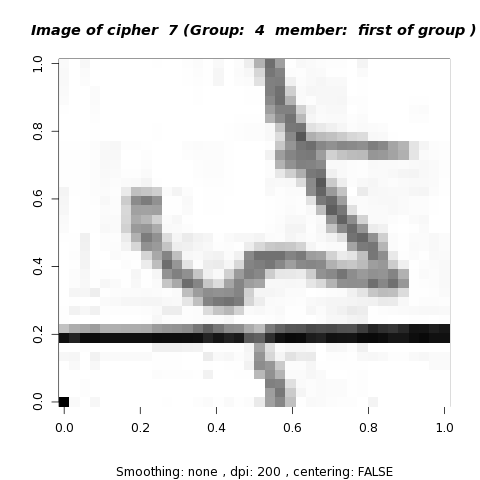 Image of cipher 7 (Group: 4 member: first of group )
1.0
0.8
0.6
0.4
0.2
0.0
0.0 0.2 0.4 0.6 0.8 1.0
Smoothing: none , dpi: 200 , centering: FALSE